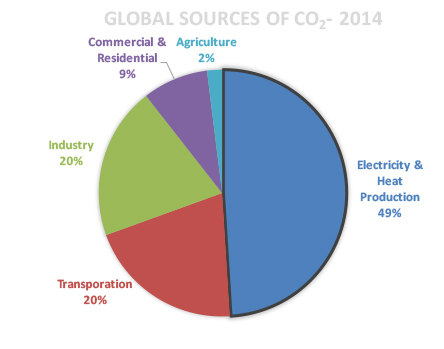 GLOBAL SOURCES OF CO₂- 2014
Commercial &
Residential
9%
Agriculture
2%
Industry
20%
Electricity &
Heat
Production
49%
Transporation
20%